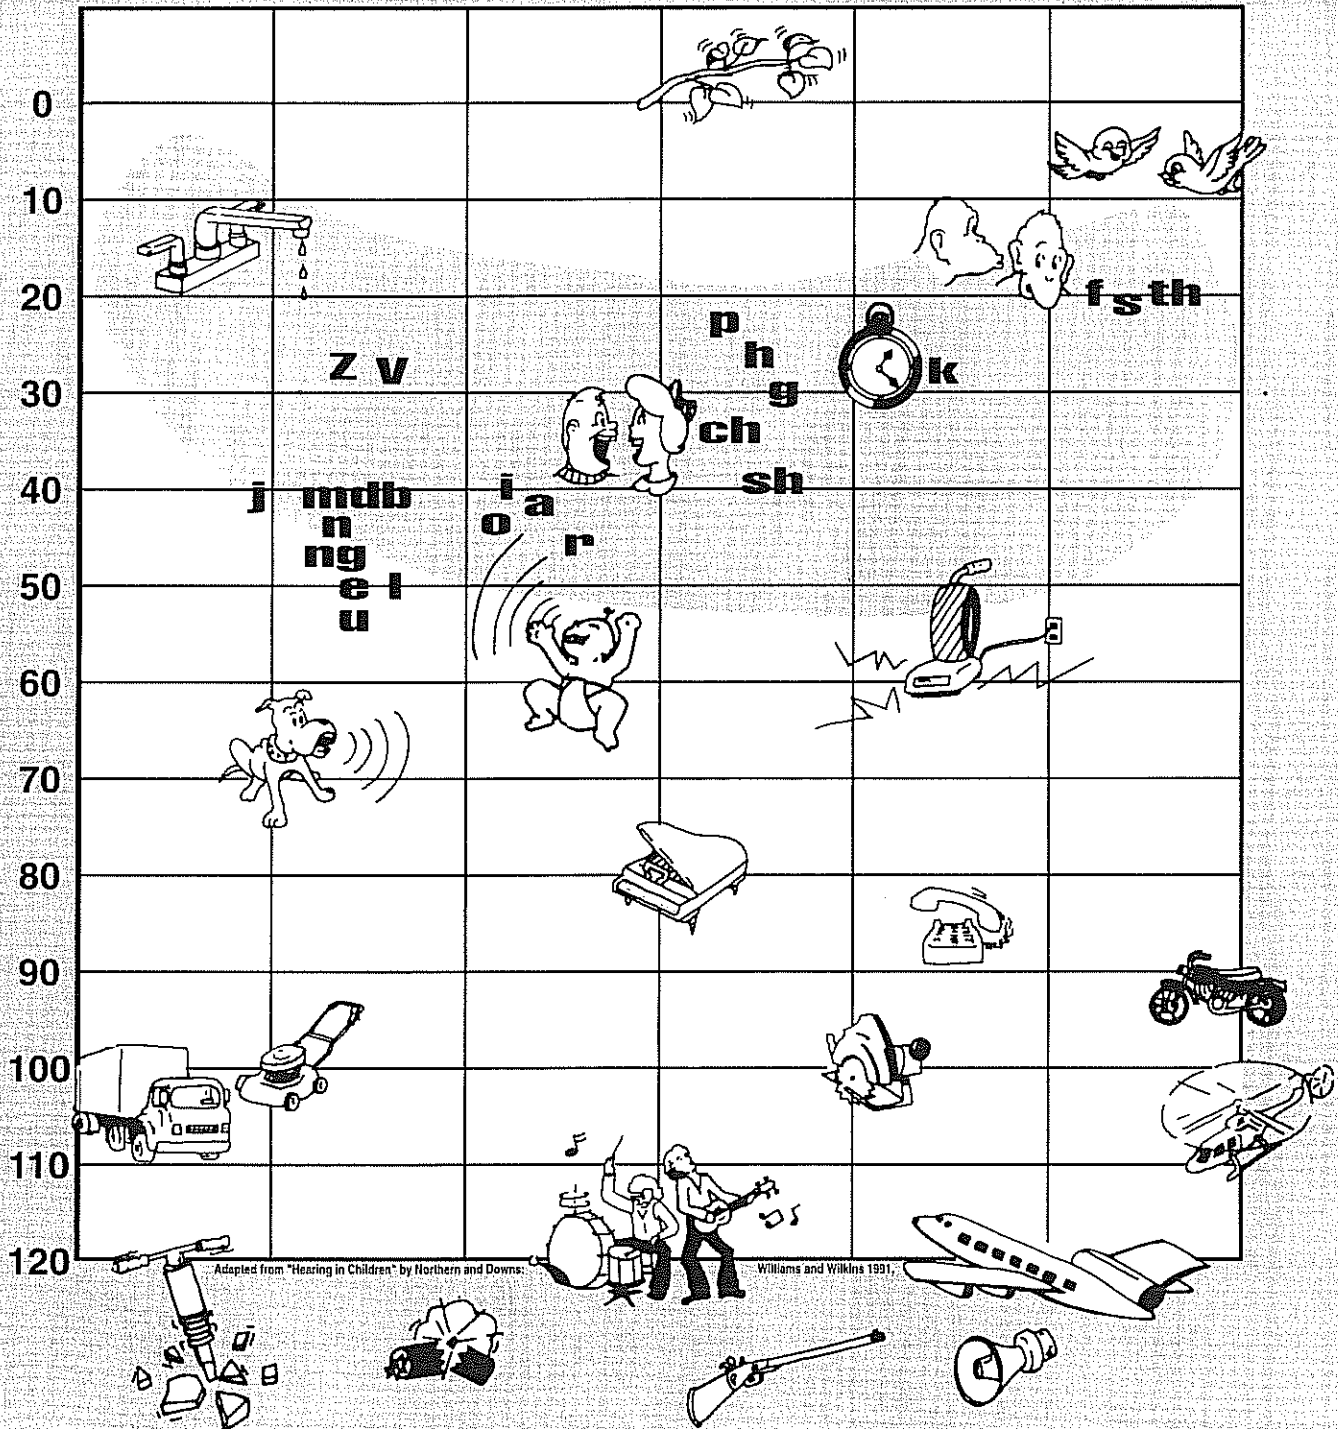 0
10
20
f s th
p
h
k
z v
30
g
ch
sh
40
i
j mdb
a
o
n
r
ng
50
e l
u
60
70
80
90
100
110
120
Adapted from "Hearing in Children" by Northern and Downs: Williams and Wilkins 1991,